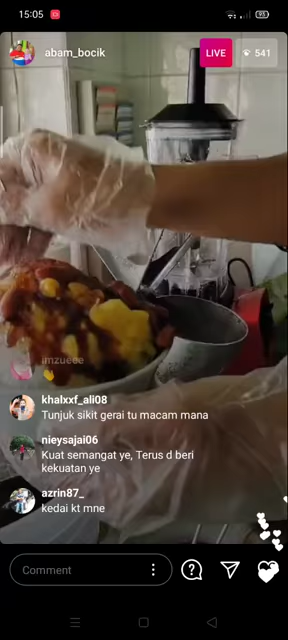 15:05
93
abam_bocik
LIVE
541
imzueee
khalxxf_ali08
Tunjuk sikit gerai tu macam mana
nieysajai06
Kuat semangat ye, Terus d beri
kekuatan ye
azrin87_
kedai kt mne
Comment